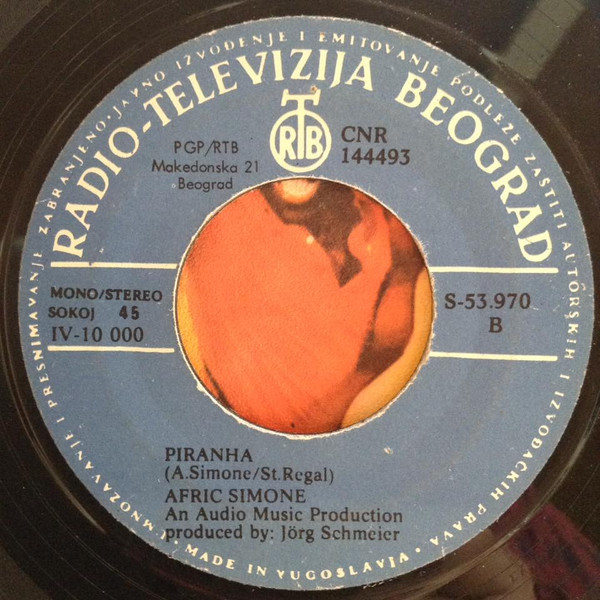 UMNOŽAVANJE I PRESNIMAVANJE ZABRANJENO·JAVNO IZVOĐENJE I EMITOVANJE PODLEŽE ZAŠTITI AUTORSKIH I IZVOĐAČKIH PRAVA
RADIO-TELEVIZIJA BEOGRAD
PGP/RTB
Makedonska 21
Beograd
RTB
CNR
144493
MONO/STEREO
SOKOJ 45
IV-10 000
S-53.970
B
PIRANHA
(A.Simone/St.Regal)
AFRIC SIMONE
An Audio Music Production
produced by: Jörg Schmeier
MADE IN YUGOSLAVIA